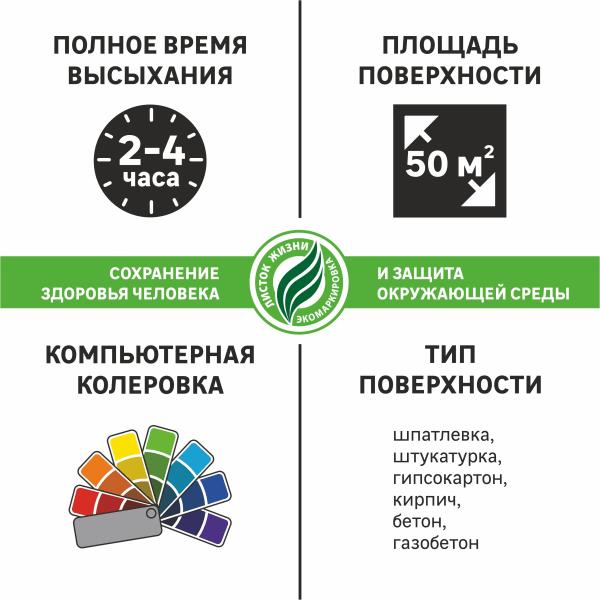 ПОЛНОЕ ВРЕМЯ
ВЫСЫХАНИЯ
2-4
часа
ПЛОЩАДЬ
ПОВЕРХНОСТИ
50 м²
СОХРАНЕНИЕ
ЗДОРОВЬЯ ЧЕЛОВЕКА
ЛИСТОК ЖИЗНИ
ЭКОМАРКИРОВКА
И ЗАЩИТА
ОКРУЖАЮЩЕЙ СРЕДЫ
КОМПЬЮТЕРНАЯ
КОЛЕРОВКА
ТИП
ПОВЕРХНОСТИ
шпатлевка,
штукатурка,
гипсокартон,
кирпич,
бетон,
газобетон